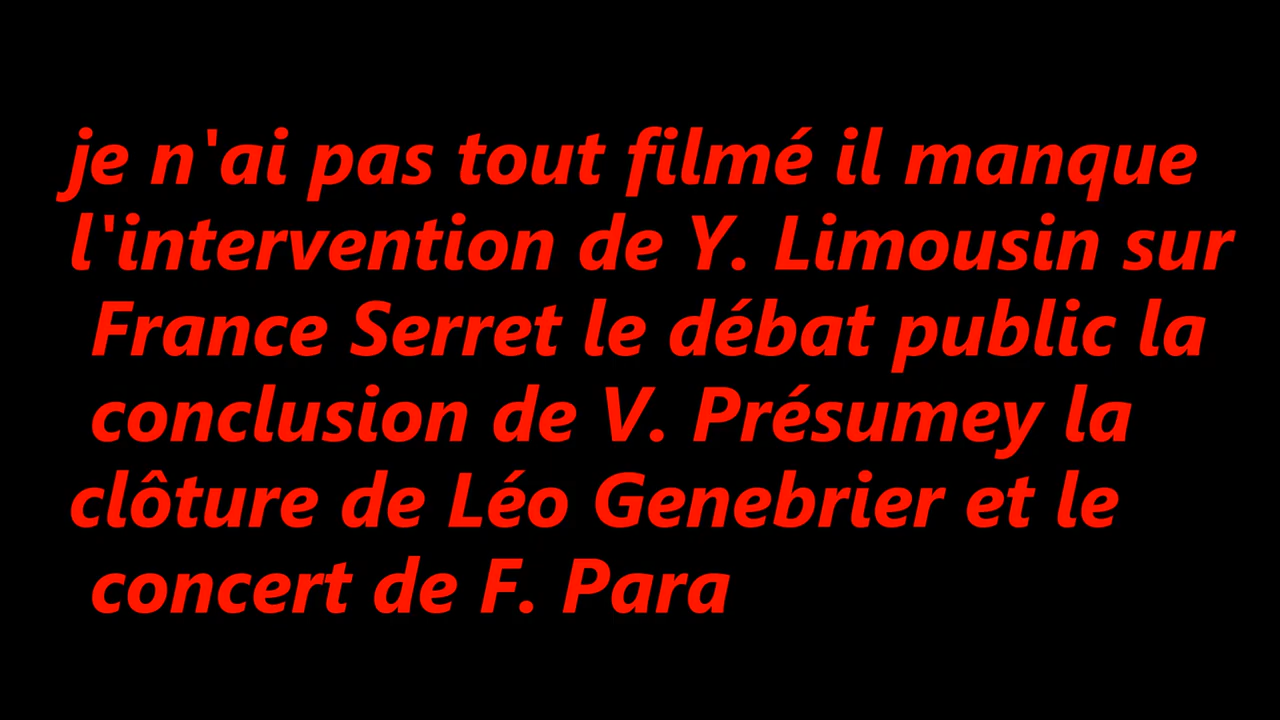 je n'ai pas tout filmé il manque
l'intervention de Y. Limousin sur
France Serret le débat public la
conclusion de V. Présumey la
clôture de Léo Genebrier et le
concert de F. Para